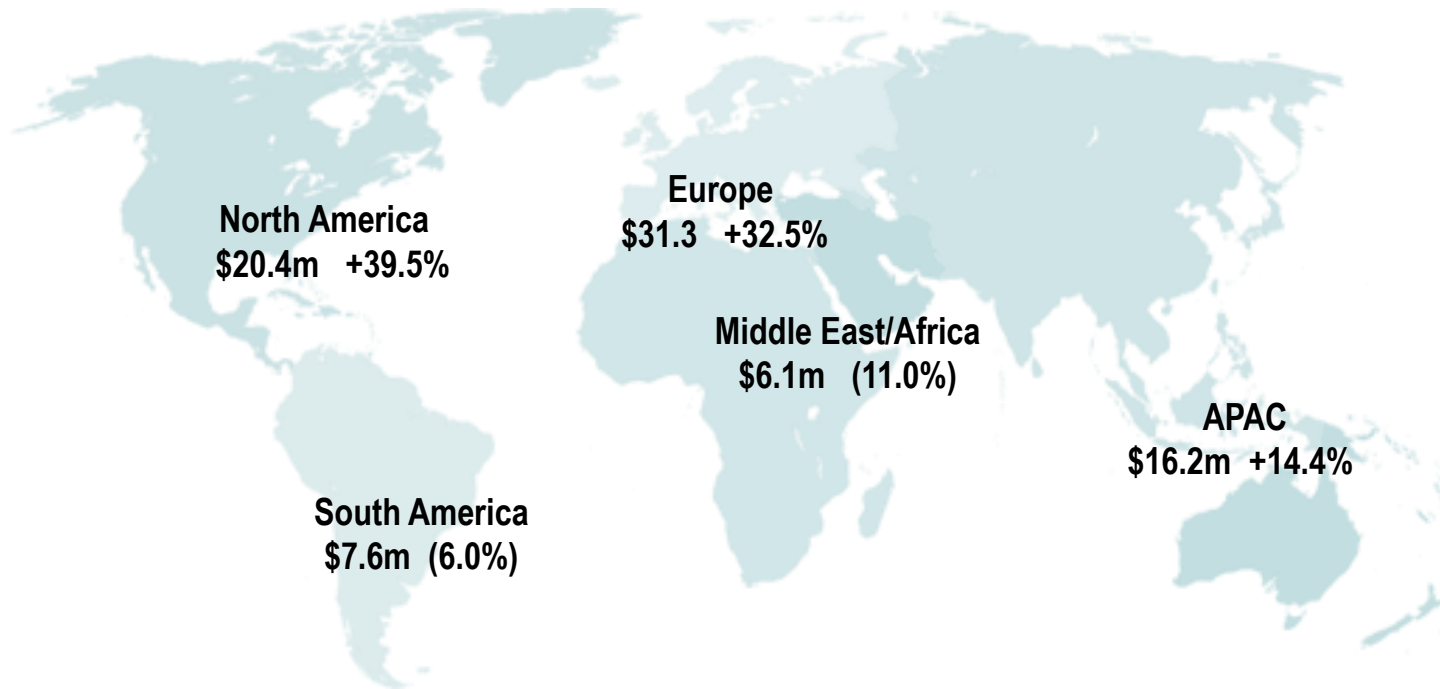 Europe
$31.3 +32.5%
North America
$20.4m +39.5%
Middle East/Africa
$6.1m (11.0%)
APAC
$16.2m +14.4%
South America
$7.6m (6.0%)